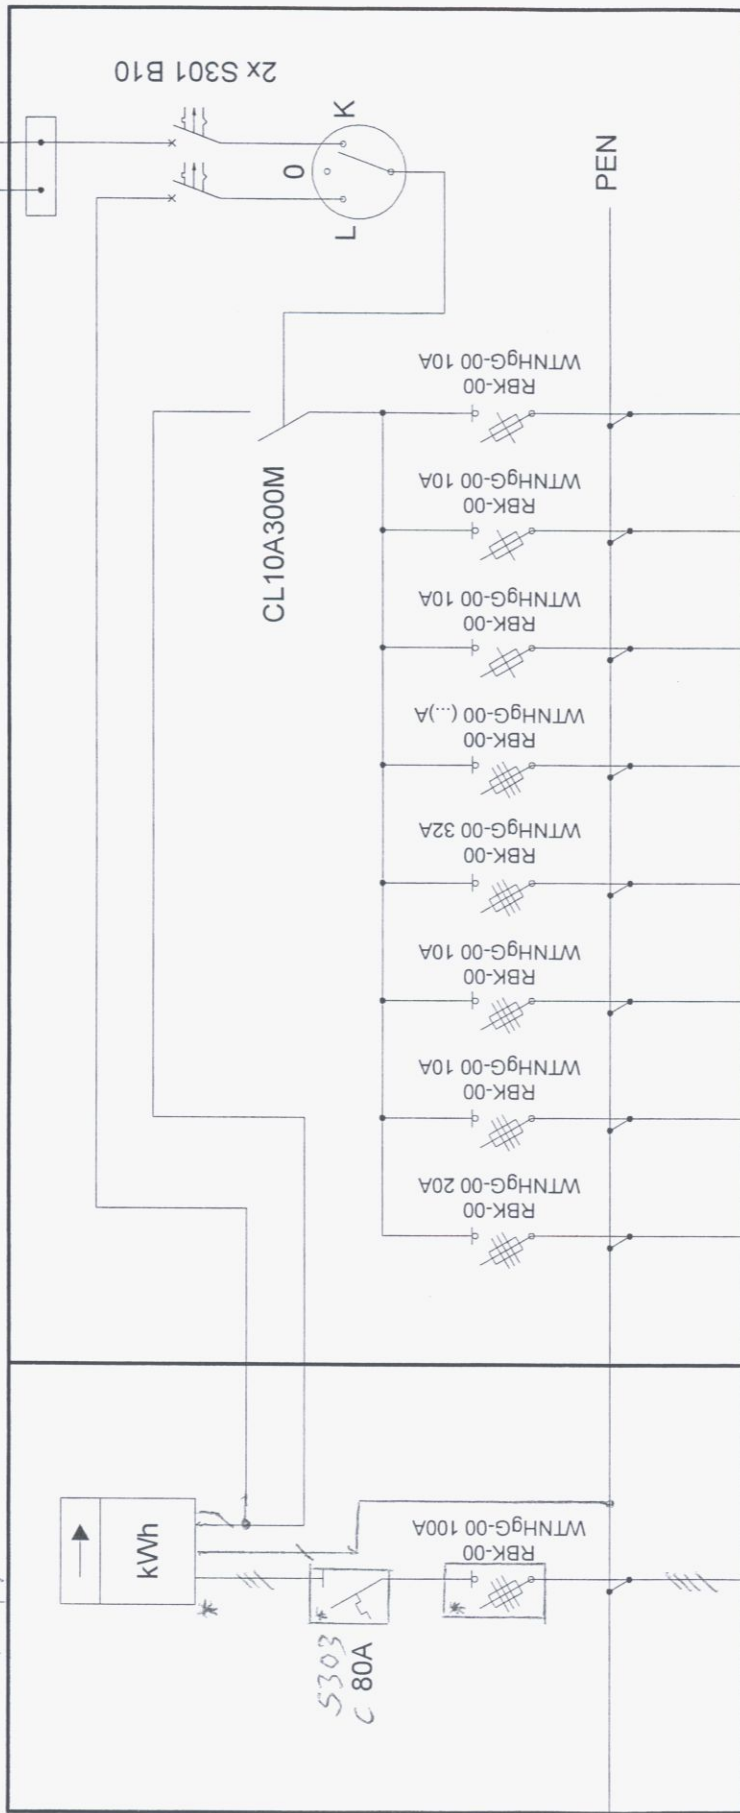 2x S301 B10
K
0
L
PEN
CL10A300M
RBK-00
WTNHgG-00 10A
RBK-00
WTNHgG-00 10A
RBK-00
WTNHgG-00 10A
RBK-00
WTNHgG-00 (...)A
RBK-00
WTNHgG-00 32A
RBK-00
WTNHgG-00 10A
RBK-00
WTNHgG-00 10A
RBK-00
WTNHgG-00 20A
kWh
*
S303
C 80A
*
*
RBK-00
WTNHgG-00 100A